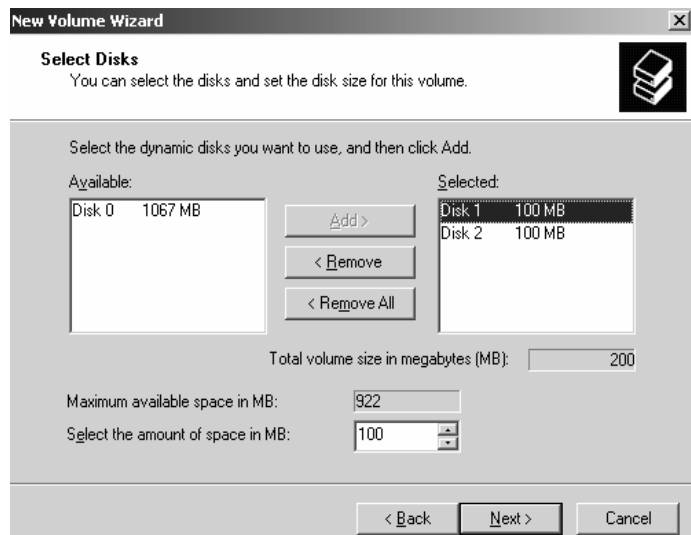 New Volume Wizard
Select Disks
You can select the disks and set the disk size for this volume.
Select the dynamic disks you want to use, and then click Add.
Available:
Selected:
Disk 0 1067 MB
Add >
Disk 1 100 MB
Disk 2 100 MB
< Remove
< Remove All
Total volume size in megabytes (MB): 200
Maximum available space in MB: 922
Select the amount of space in MB: 100
< Back
Next >
Cancel